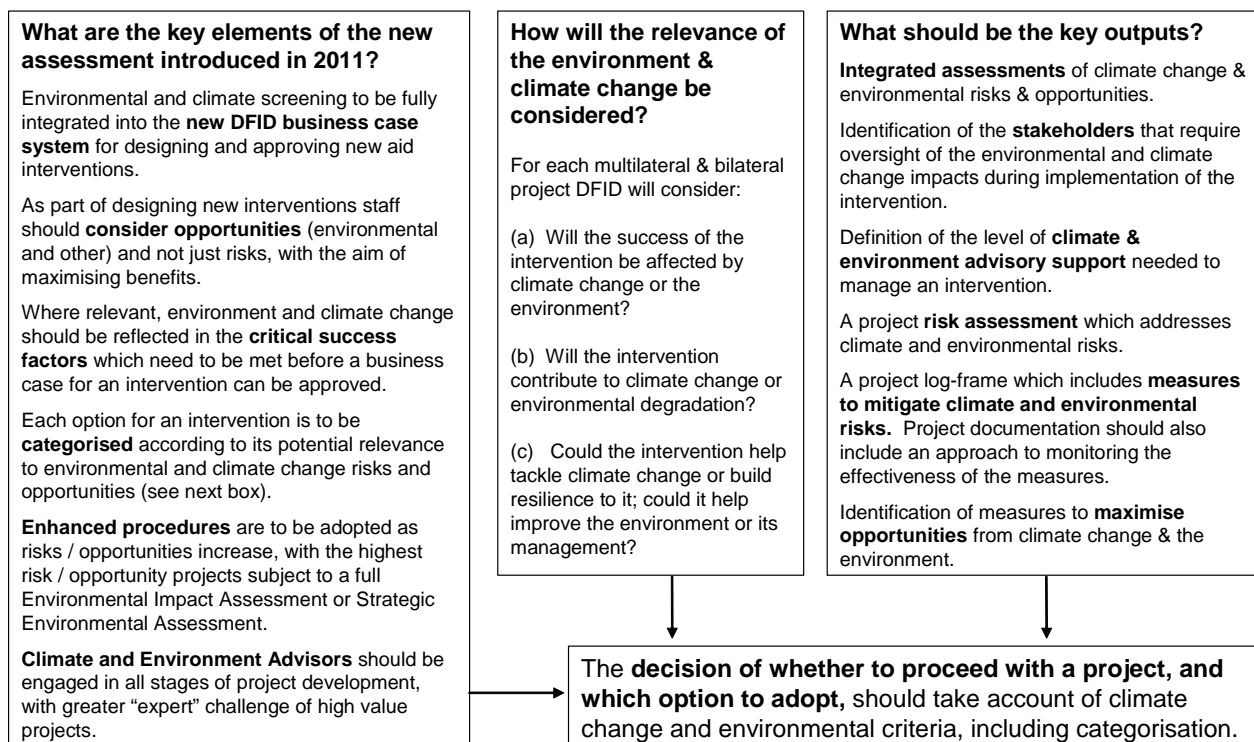 What are the key elements of the new
assessment introduced in 2011?
Environmental and climate screening to be fully
integrated into the new DFID business case
system for designing and approving new aid
interventions.
As part of designing new interventions staff
should consider opportunities (environmental
and other) and not just risks, with the aim of
maximising benefits.
Where relevant, environment and climate change
should be reflected in the critical success
factors which need to be met before a business
case for an intervention can be approved.
Each option for an intervention is to be
categorised according to its potential relevance
to environmental and climate change risks and
opportunities (see next box).
Enhanced procedures are to be adopted as
risks / opportunities increase, with the highest
risk / opportunity projects subject to a full
Environmental Impact Assessment or Strategic
Environmental Assessment.
Climate and Environment Advisors should be
engaged in all stages of project development,
with greater “expert” challenge of high value
projects.
How will the relevance of
the environment &
climate change be
considered?
For each multilateral & bilateral
project DFID will consider:
(a) Will the success of the
intervention be affected by
climate change or the
environment?
(b) Will the intervention
contribute to climate change or
environmental degradation?
(c) Could the intervention help
tackle climate change or build
resilience to it; could it help
improve the environment or its
management?
What should be the key outputs?
Integrated assessments of climate change &
environmental risks & opportunities.
Identification of the stakeholders that require
oversight of the environmental and climate
change impacts during implementation of the
intervention.
Definition of the level of climate &
environment advisory support needed to
manage an intervention.
A project risk assessment which addresses
climate and environmental risks.
A project log-frame which includes measures
to mitigate climate and environmental
risks. Project documentation should also
include an approach to monitoring the
effectiveness of the measures.
Identification of measures to maximise
opportunities from climate change & the
environment.
The decision of whether to proceed with a project, and
which option to adopt, should take account of climate
change and environmental criteria, including categorisation.